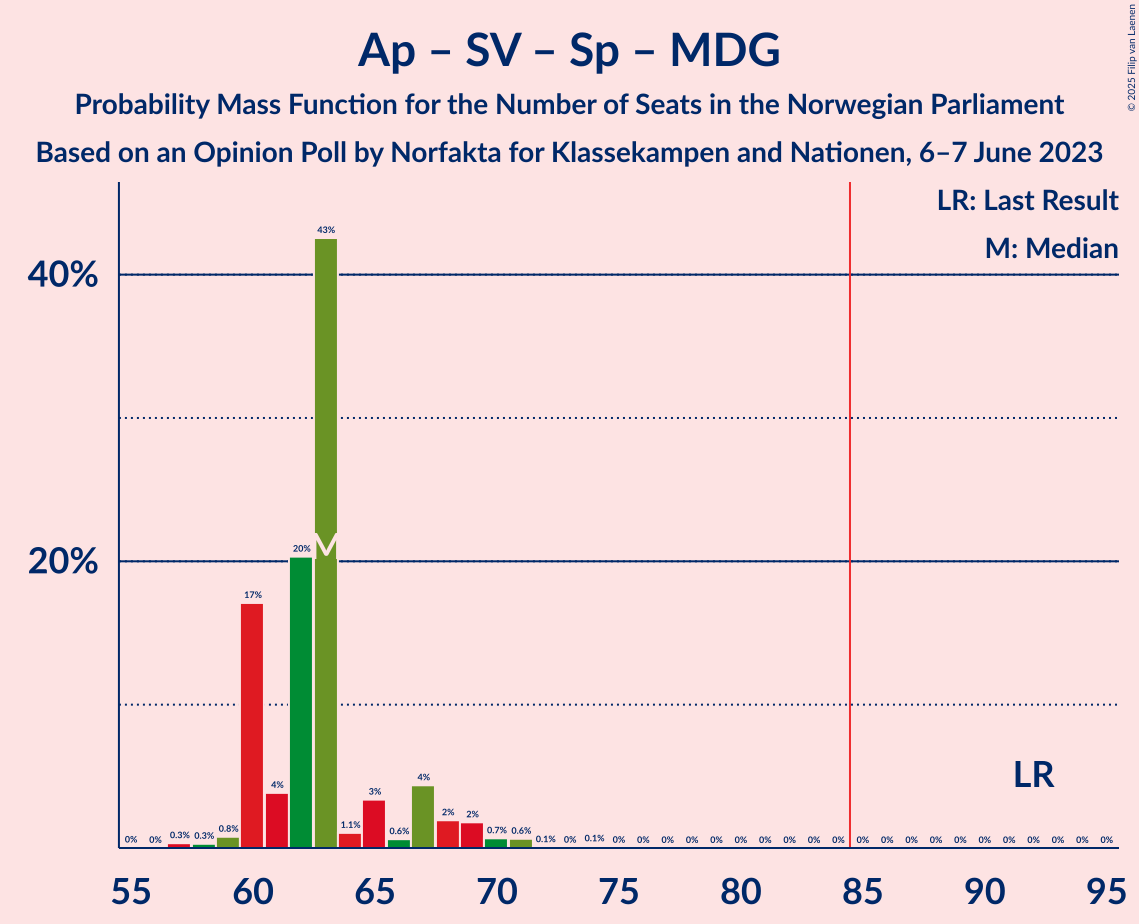 Ap – SV – Sp – MDG
Probability Mass Function for the Number of Seats in the Norwegian Parliament
Based on an Opinion Poll by Norfakta for Klassekampen and Nationen, 6–7 June 2023
© 2025 Filip van Laenen
LR: Last Result
M: Median
40%
20%
0% 0% 0.3% 0.3% 0.8% 17% 4% 20% 43% 1.1% 3% 0.6% 4% 2% 2% 0.7% 0.6% 0.1% 0% 0.1% 0% 0% 0% 0% 0% 0% 0% 0% 0% 0% 0% 0% 0% 0% 0% 0% 0% 0% 0% 0% 0%
M
LR
55 60 65 70 75 80 85 90 95